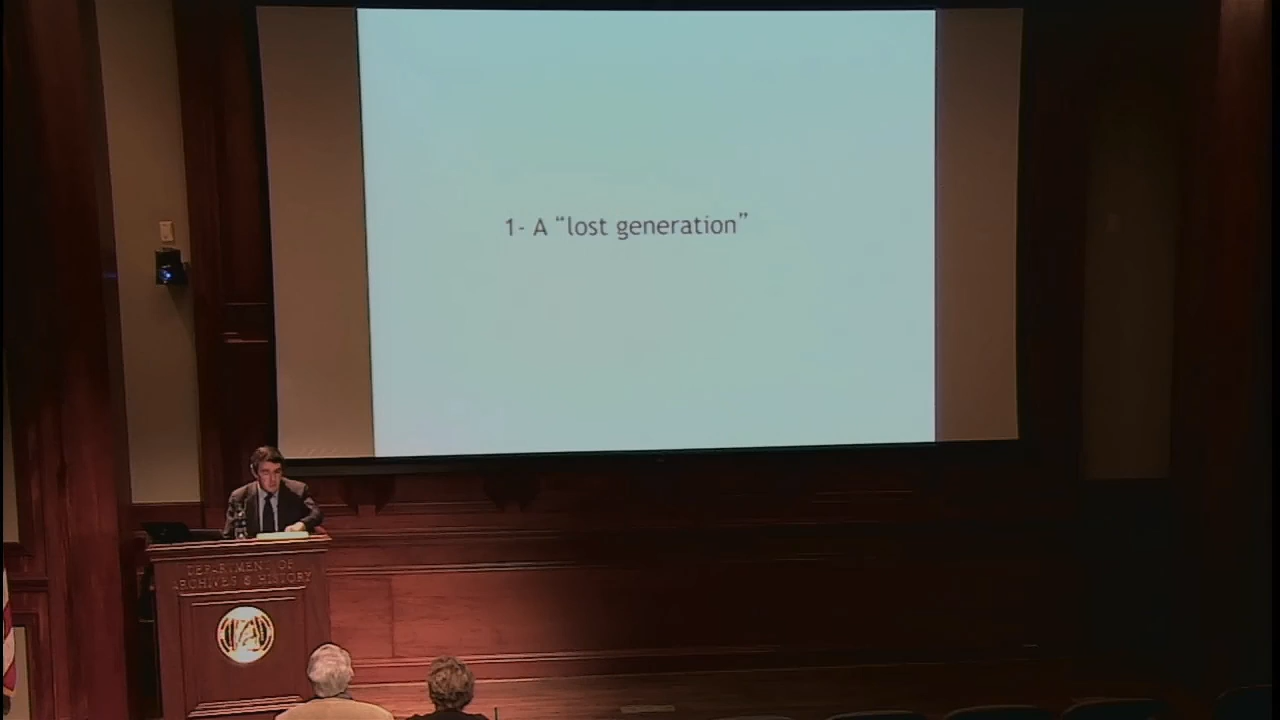 1- A “lost generation”
DEPARTMENT OF
ARCHIVES & HISTORY